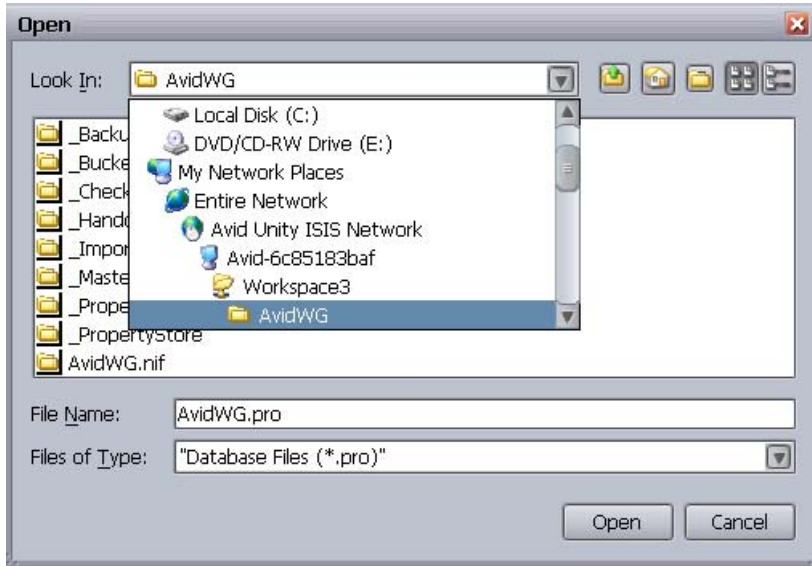 Open
Look In: AvidWG
Local Disk (C:)
DVD/CD-RW Drive (E:)
My Network Places
Entire Network
Avid Unity ISIS Network
Avid-6c85183baf
Workspace3
AvidWG
_Backu
_Bucke
_Check
_Hando
_Impor
_Maste
_Prope
_PropertyStore
AvidWG.nif
File Name: AvidWG.pro
Files of Type: "Database Files (*.pro)"
Open Cancel